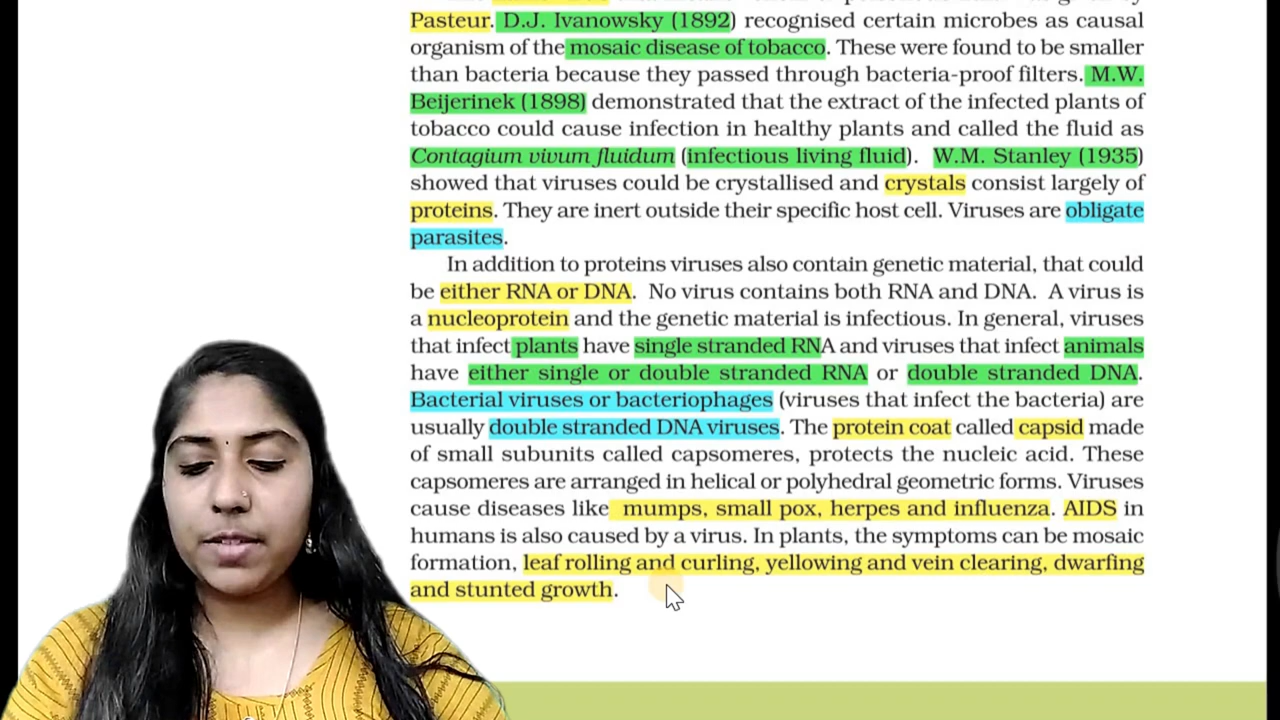 Pasteur. D.J. Ivanowsky (1892) recognised certain microbes as causal
organism of the mosaic disease of tobacco. These were found to be smaller
than bacteria because they passed through bacteria-proof filters. M.W.
Beijerinek (1898) demonstrated that the extract of the infected plants of
tobacco could cause infection in healthy plants and called the fluid as
Contagium vivum fluidum (infectious living fluid). W.M. Stanley (1935)
showed that viruses could be crystallised and crystals consist largely of
proteins. They are inert outside their specific host cell. Viruses are obligate
parasites.
In addition to proteins viruses also contain genetic material, that could
be either RNA or DNA. No virus contains both RNA and DNA. A virus is
a nucleoprotein and the genetic material is infectious. In general, viruses
that infect plants have single stranded RNA and viruses that infect animals
have either single or double stranded RNA or double stranded DNA.
Bacterial viruses or bacteriophages (viruses that infect the bacteria) are
usually double stranded DNA viruses. The protein coat called capsid made
of small subunits called capsomeres, protects the nucleic acid. These
capsomeres are arranged in helical or polyhedral geometric forms. Viruses
cause diseases like mumps, small pox, herpes and influenza. AIDS in
humans is also caused by a virus. In plants, the symptoms can be mosaic
formation, leaf rolling and curling, yellowing and vein clearing, dwarfing
and stunted growth.